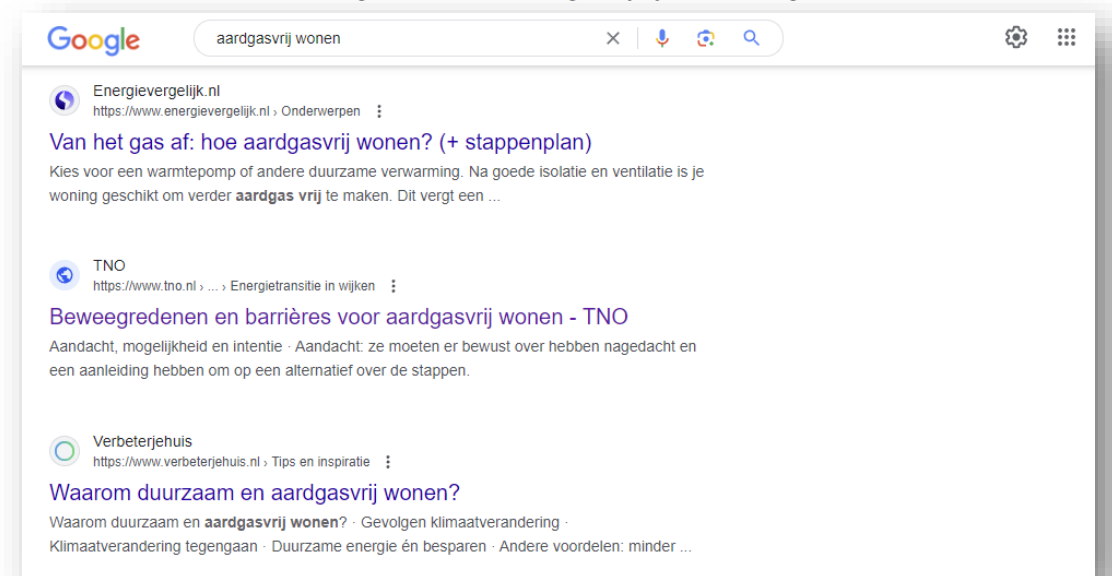 Google
aardgasvrij wonen
Energievergelijk.nl
https://www.energievergelijk.nl › Onderwerpen
Van het gas af: hoe aardgasvrij wonen? (+ stappenplan)
Kies voor een warmtepomp of andere duurzame verwarming. Na goede isolatie en ventilatie is je
woning geschikt om verder aardgas vrij te maken. Dit vergt een ...
TNO
https://www.tno.nl › ... › Energietransitie in wijken
Beweegredenen en barrières voor aardgasvrij wonen - TNO
Aandacht, mogelijkheid en intentie · Aandacht: ze moeten er bewust over hebben nagedacht en
een aanleiding hebben om op een alternatief over de stappen.
Verbeterjehuis
https://www.verbeterjehuis.nl › Tips en inspiratie
Waarom duurzaam en aardgasvrij wonen?
Waarom duurzaam en aardgasvrij wonen? · Gevolgen klimaatverandering ·
Klimaatverandering tegengaan · Duurzame energie én besparen · Andere voordelen: minder ...